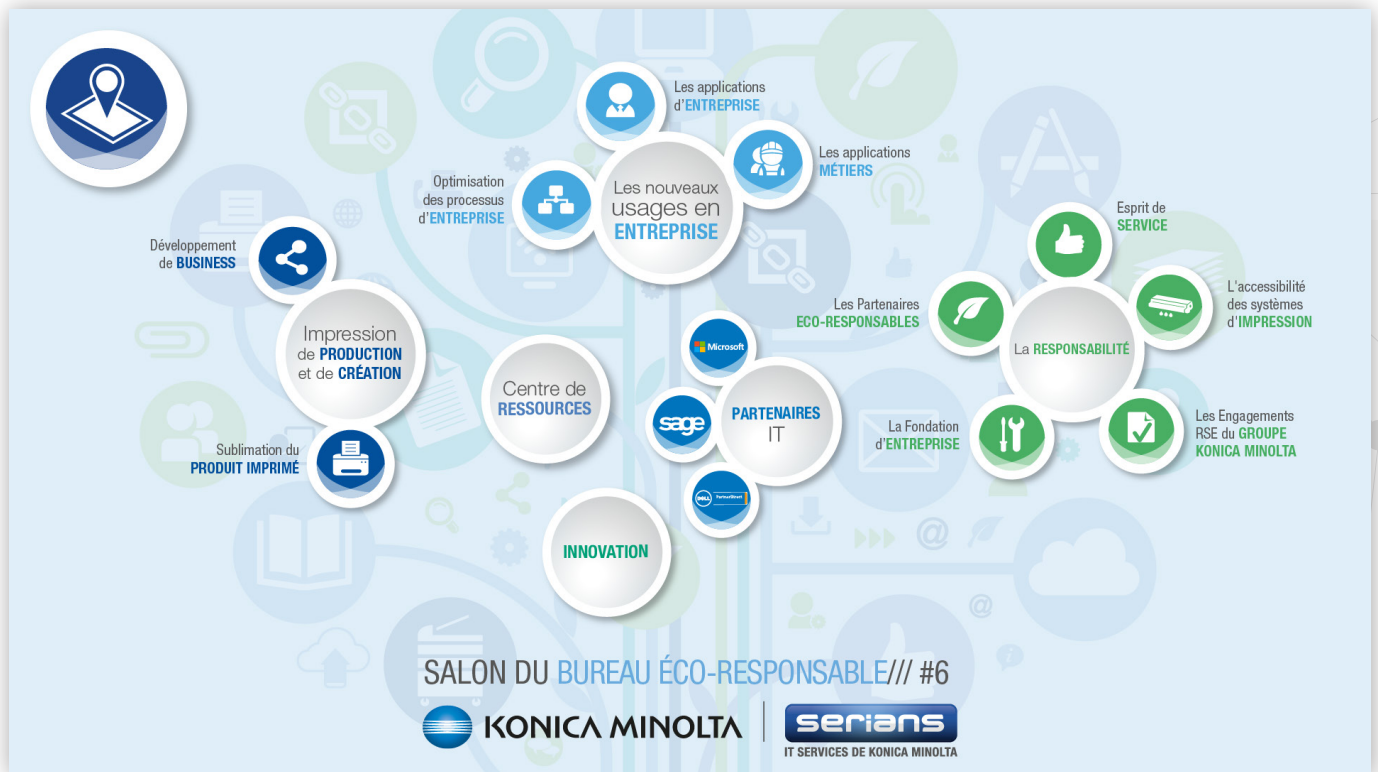 Les applications
d'ENTREPRISE
Les applications
MÉTIERS
Optimisation
des processus
d'ENTREPRISE
Les nouveaux
usages en
ENTREPRISE
Développement
de BUSINESS
Impression
de PRODUCTION
et de CRÉATION
Sublimation du
PRODUIT IMPRIMÉ
Centre de
RESSOURCES
Microsoft
sage
DELL PartnerDirect
PARTENAIRES
IT
INNOVATION
Esprit de
SERVICE
Les Partenaires
ECO-RESPONSABLES
L'accessibilité
des systèmes
d'IMPRESSION
La RESPONSABILITÉ
La Fondation
d'ENTREPRISE
Les Engagements
RSE du GROUPE
KONICA MINOLTA
SALON DU BUREAU ÉCO-RESPONSABLE/// #6
KONICA MINOLTA
serians
IT SERVICES DE KONICA MINOLTA